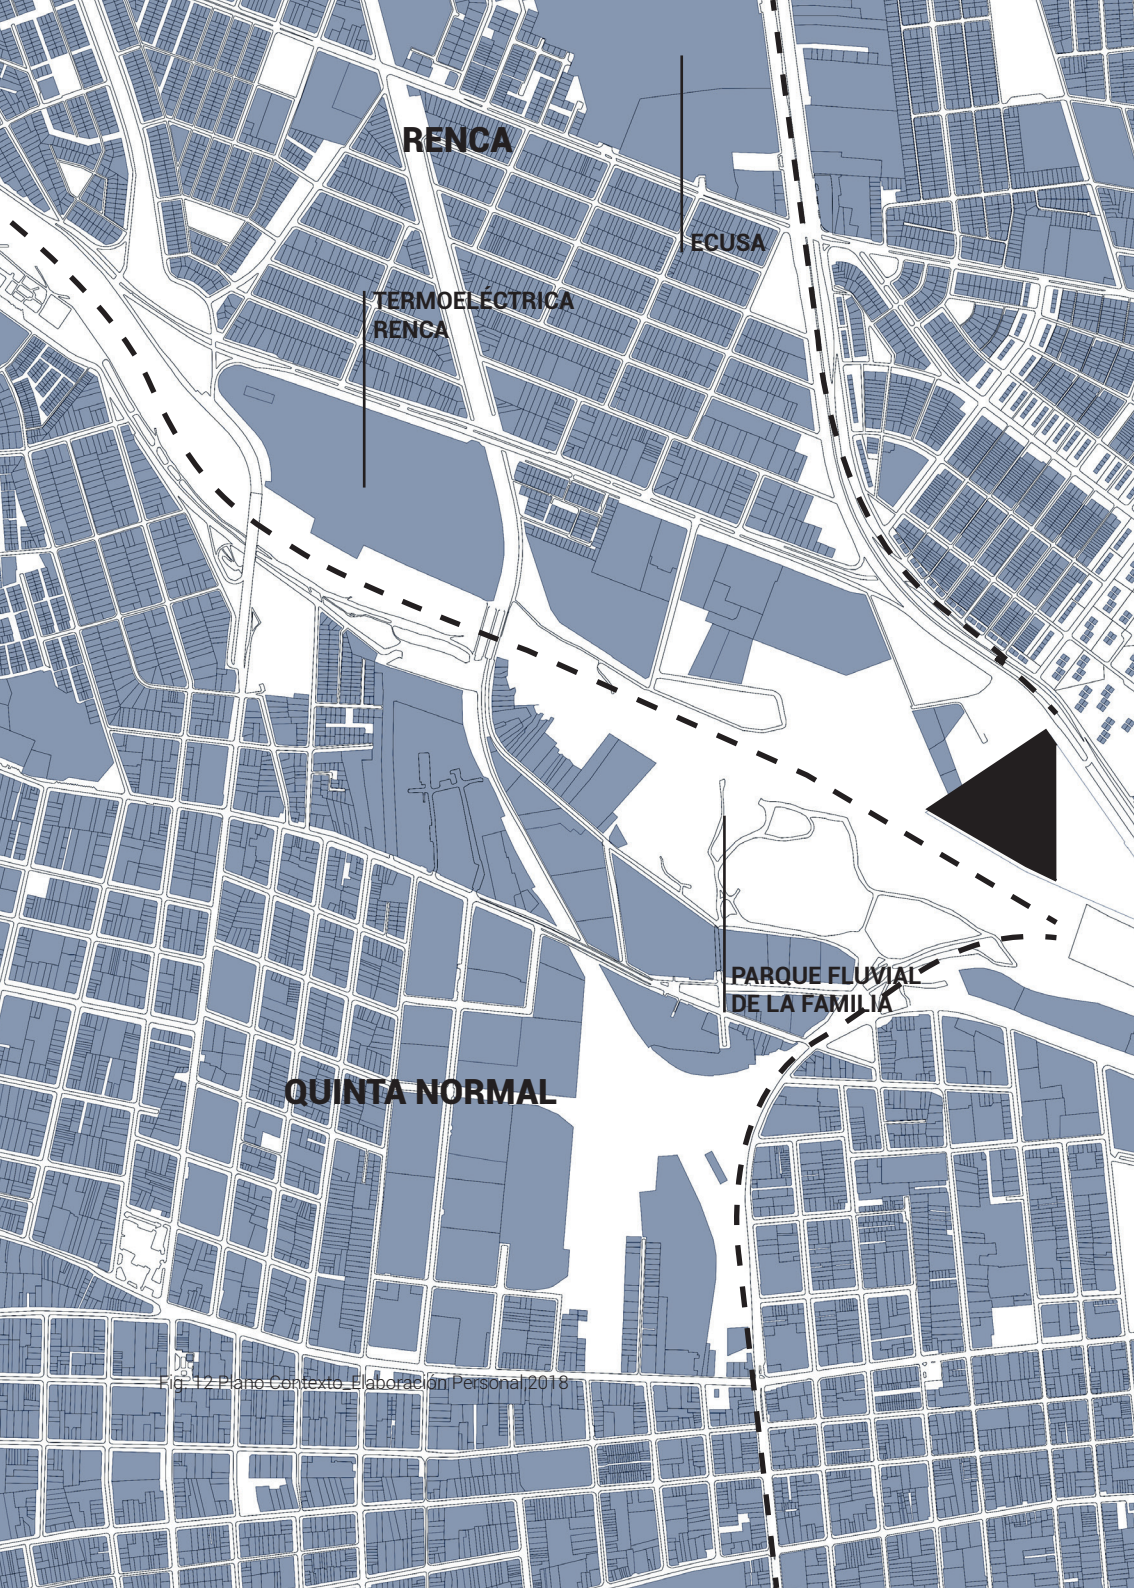 RENCA
ECUSA
TERMOELÉCTRICA
RENCA
PARQUE FLUVIAL
DE LA FAMILIA
QUINTA NORMAL
Fig. 12 Plano Contexto_Elaboración Personal,2018